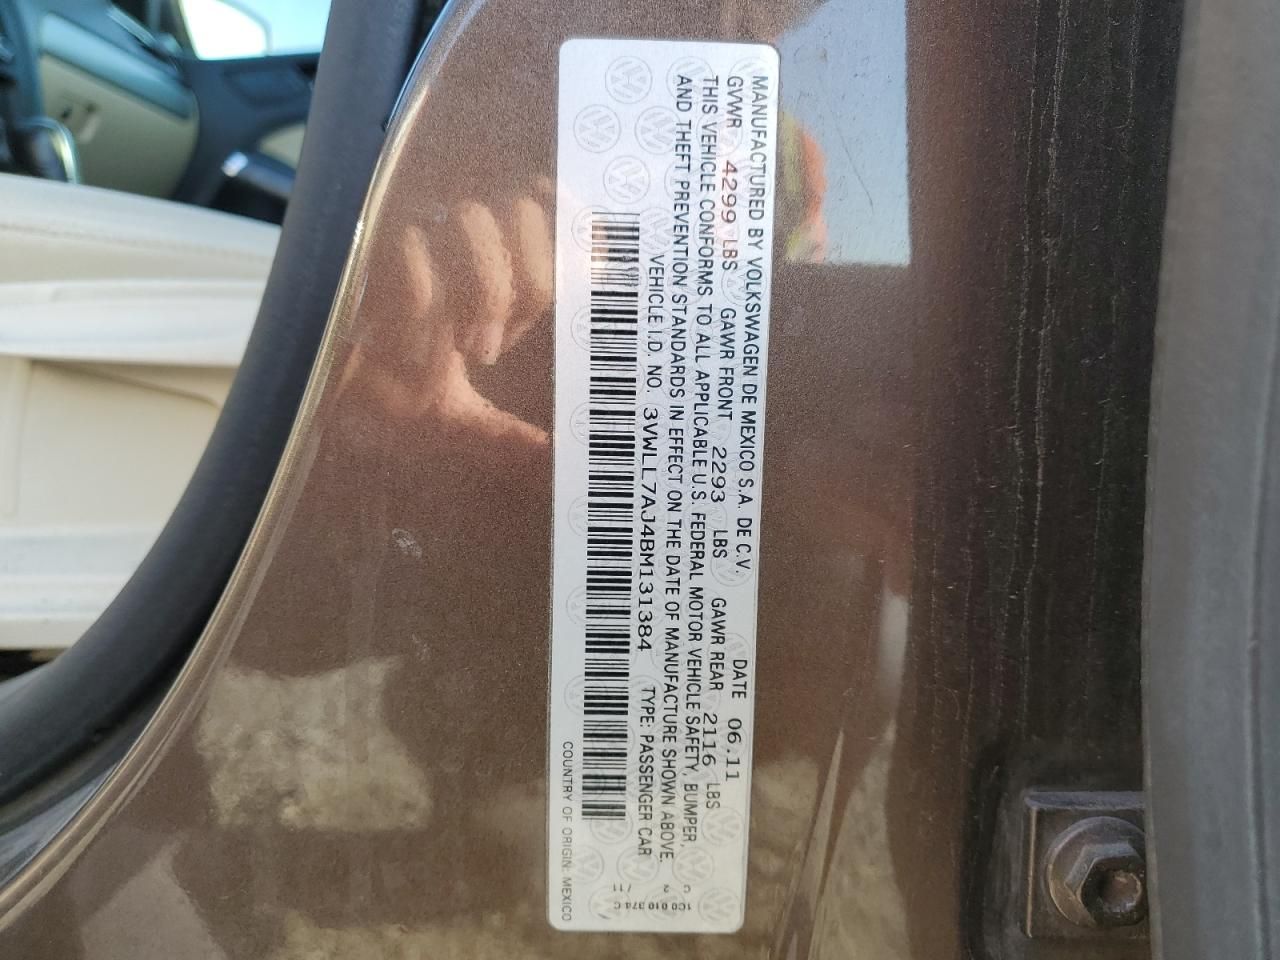 MANUFACTURED BY VOLKSWAGEN DE MEXICO S.A. DE C.V. DATE 06.11
GVWR 4299 LBS GAWR FRONT 2293 LBS GAWR REAR 2116 LBS
THIS VEHICLE CONFORMS TO ALL APPLICABLE U.S. FEDERAL MOTOR VEHICLE SAFETY, BUMPER,
AND THEFT PREVENTION STANDARDS IN EFFECT ON THE DATE OF MANUFACTURE SHOWN ABOVE.
VEHICLE I.D. NO. 3VWLL7AJ4BM131384 TYPE: PASSENGER CAR
COUNTRY OF ORIGIN: MEXICO